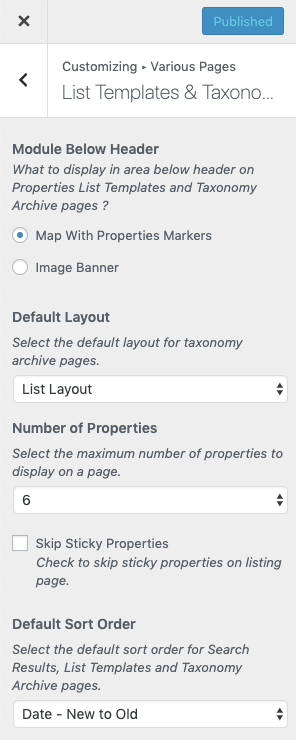 Published
Customizing ▸ Various Pages
List Templates & Taxono...
Module Below Header
What to display in area below header on
Properties List Templates and Taxonomy
Archive pages ?
Map With Properties Markers
Image Banner
Default Layout
Select the default layout for taxonomy
archive pages.
List Layout
Number of Properties
Select the maximum number of properties to
display on a page.
6
Skip Sticky Properties
Check to skip sticky properties on listing
page.
Default Sort Order
Select the default sort order for Search
Results, List Templates and Taxonomy
Archive pages.
Date - New to Old